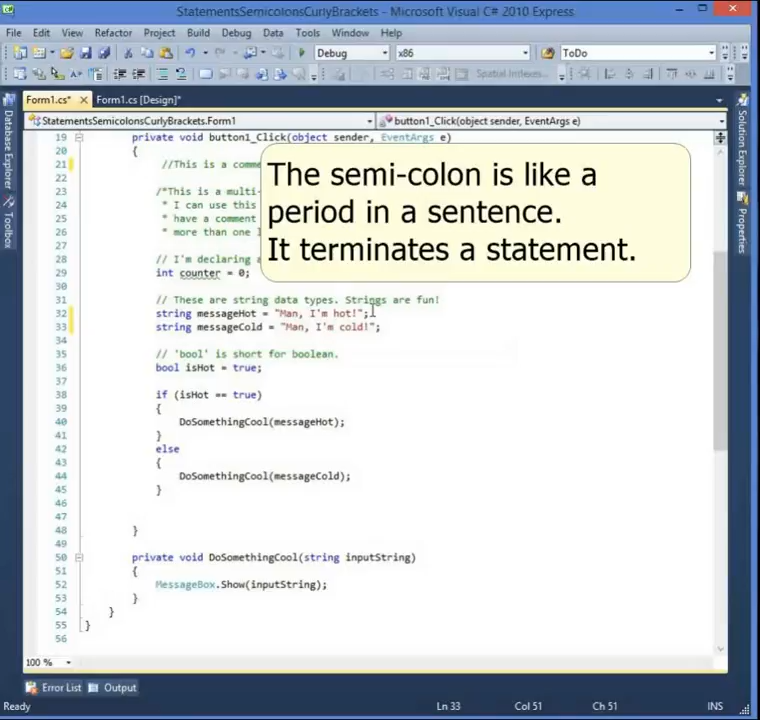 StatementsSemicolonsCurlyBrackets - Microsoft Visual C# 2010 Express
File Edit View Refactor Project Build Debug Data Tools Window Help
Debug x86 ToDo
Spatial Indexes...
Form1.cs* Form1.cs [Design]*
StatementsSemicolonsCurlyBrackets.Form1 button1_Click(object sender, EventArgs e)
Database Explorer
Toolbox
Solution Explorer
Properties
The semi-colon is like a
period in a sentence.
It terminates a statement.
19 private void button1_Click(object sender, EventArgs e)
20 {
21 //This is a comme
22
23 /*This is a multi-
24 * I can use this
25 * have a comment
26 * more than one l
27
28 // I'm declaring a
29 int counter = 0;
30
31 // These are string data types. Strings are fun!
32 string messageHot = "Man, I'm hot!";
33 string messageCold = "Man, I'm cold!";
34
35 // 'bool' is short for boolean.
36 bool isHot = true;
37
38 if (isHot == true)
39 {
40 DoSomethingCool(messageHot);
41 }
42 else
43 {
44 DoSomethingCool(messageCold);
45 }
46
47
48 }
49
50 private void DoSomethingCool(string inputString)
51 {
52 MessageBox.Show(inputString);
53 }
54 }
55 }
56
100 %
Error List Output
Ready Ln 33 Col 51 Ch 51 INS